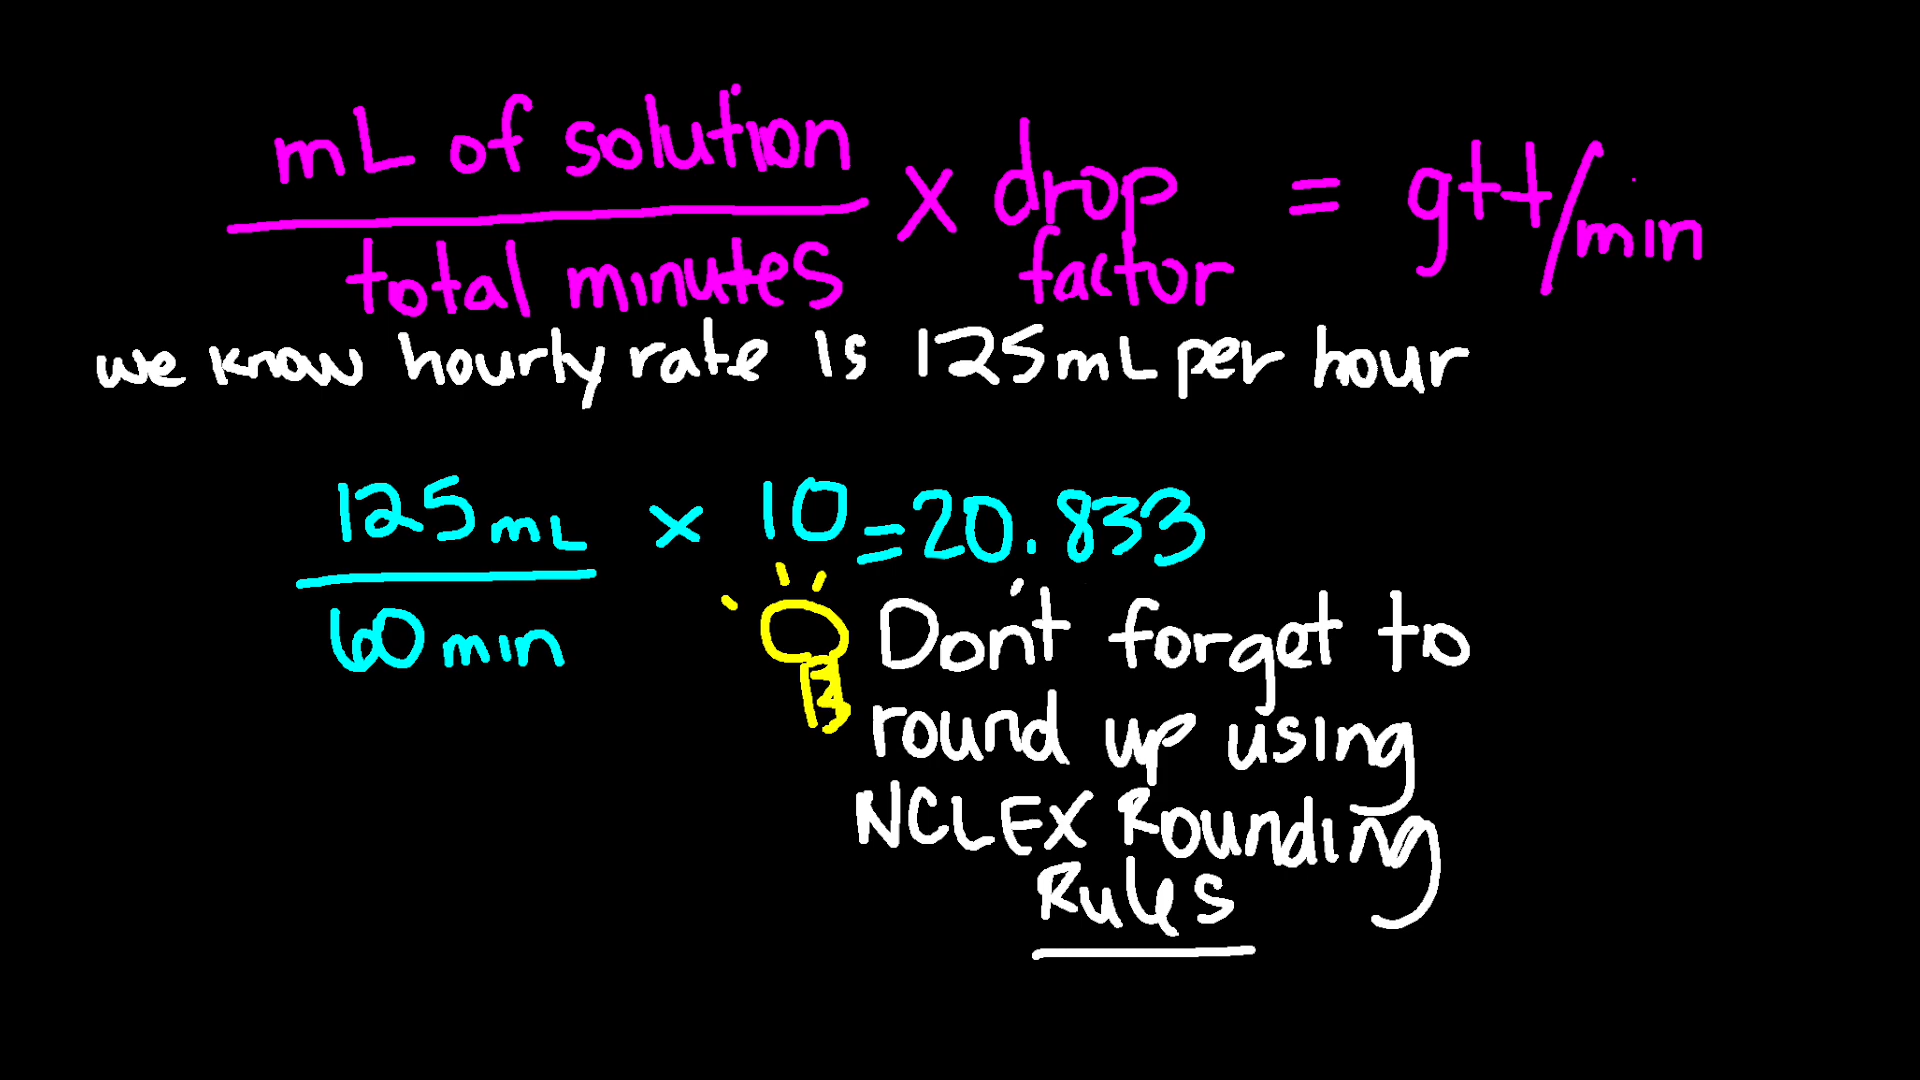 mL of solution
total minutes
x drop factor = gtt/min
we know hourly rate is 125mL per hour
125mL
60 min
x 10 = 20.833
Don't forget to
round up using
NCLEX Rounding
Rules